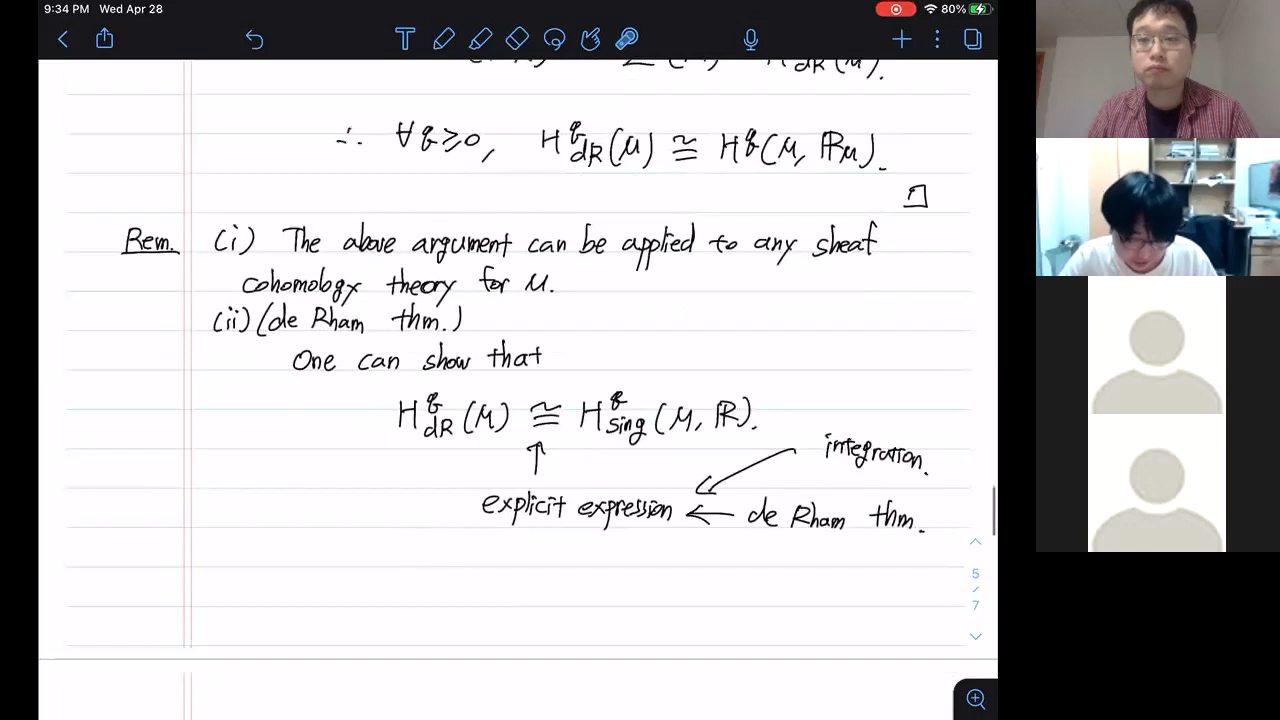 9:34 PM Wed Apr 28
80%
∴ ∀q≥0, H^q_dR(M) ≅ H^q(M, ℝ_M).
□
Rem. (i) The above argument can be applied to any sheaf
cohomology theory for M.
(ii) (de Rham thm.)
One can show that
H^q_dR(M) ≅ H^q_sing(M, ℝ).
integration.
explicit expression ← de Rham thm.
5
7